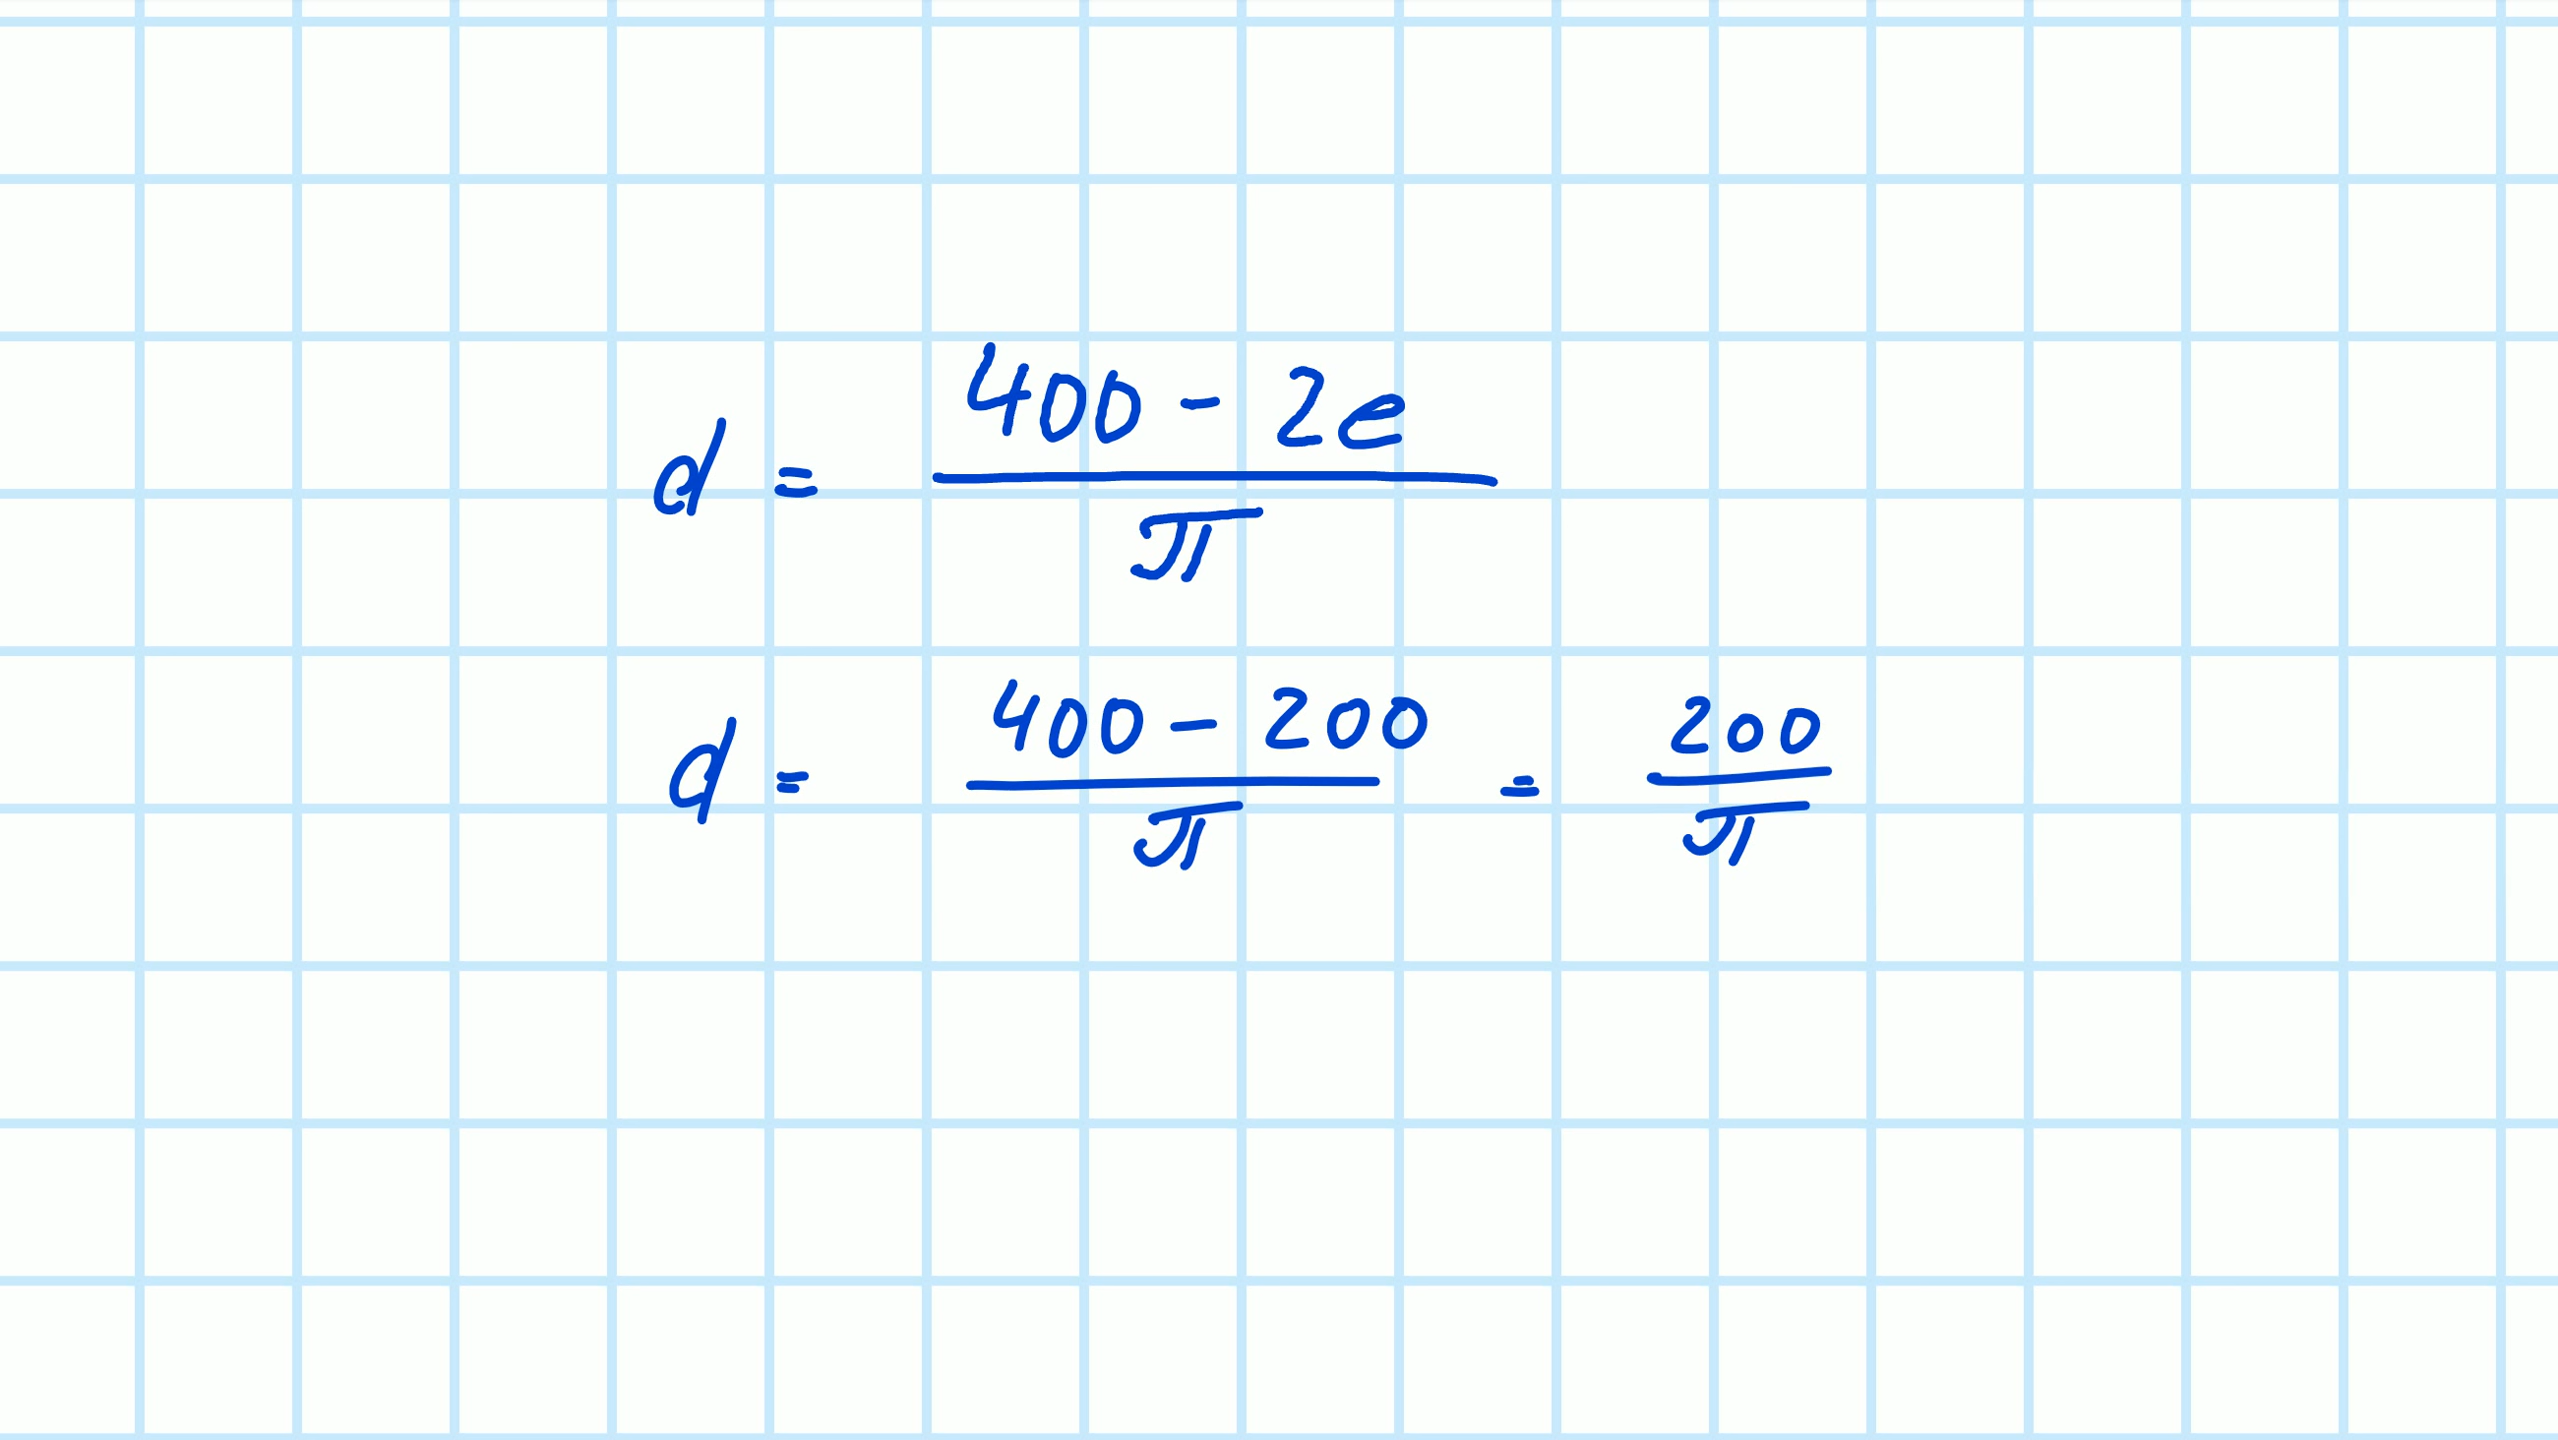 d = (400 - 2e) / π
d = (400 - 200) / π = 200 / π